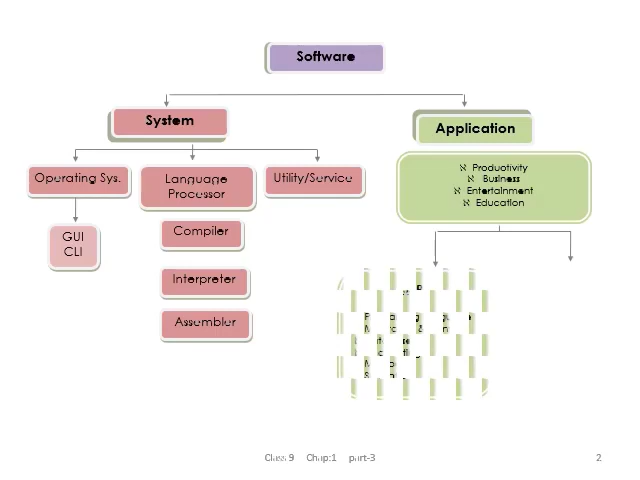 Software
System
Application
Operating Sys.
Language
Processor
Utility/Service
Productivity
Business
Entertainment
Education
GUI
CLI
Compiler
Interpreter
Assembler
Class 9 Chap:1 part-3
2